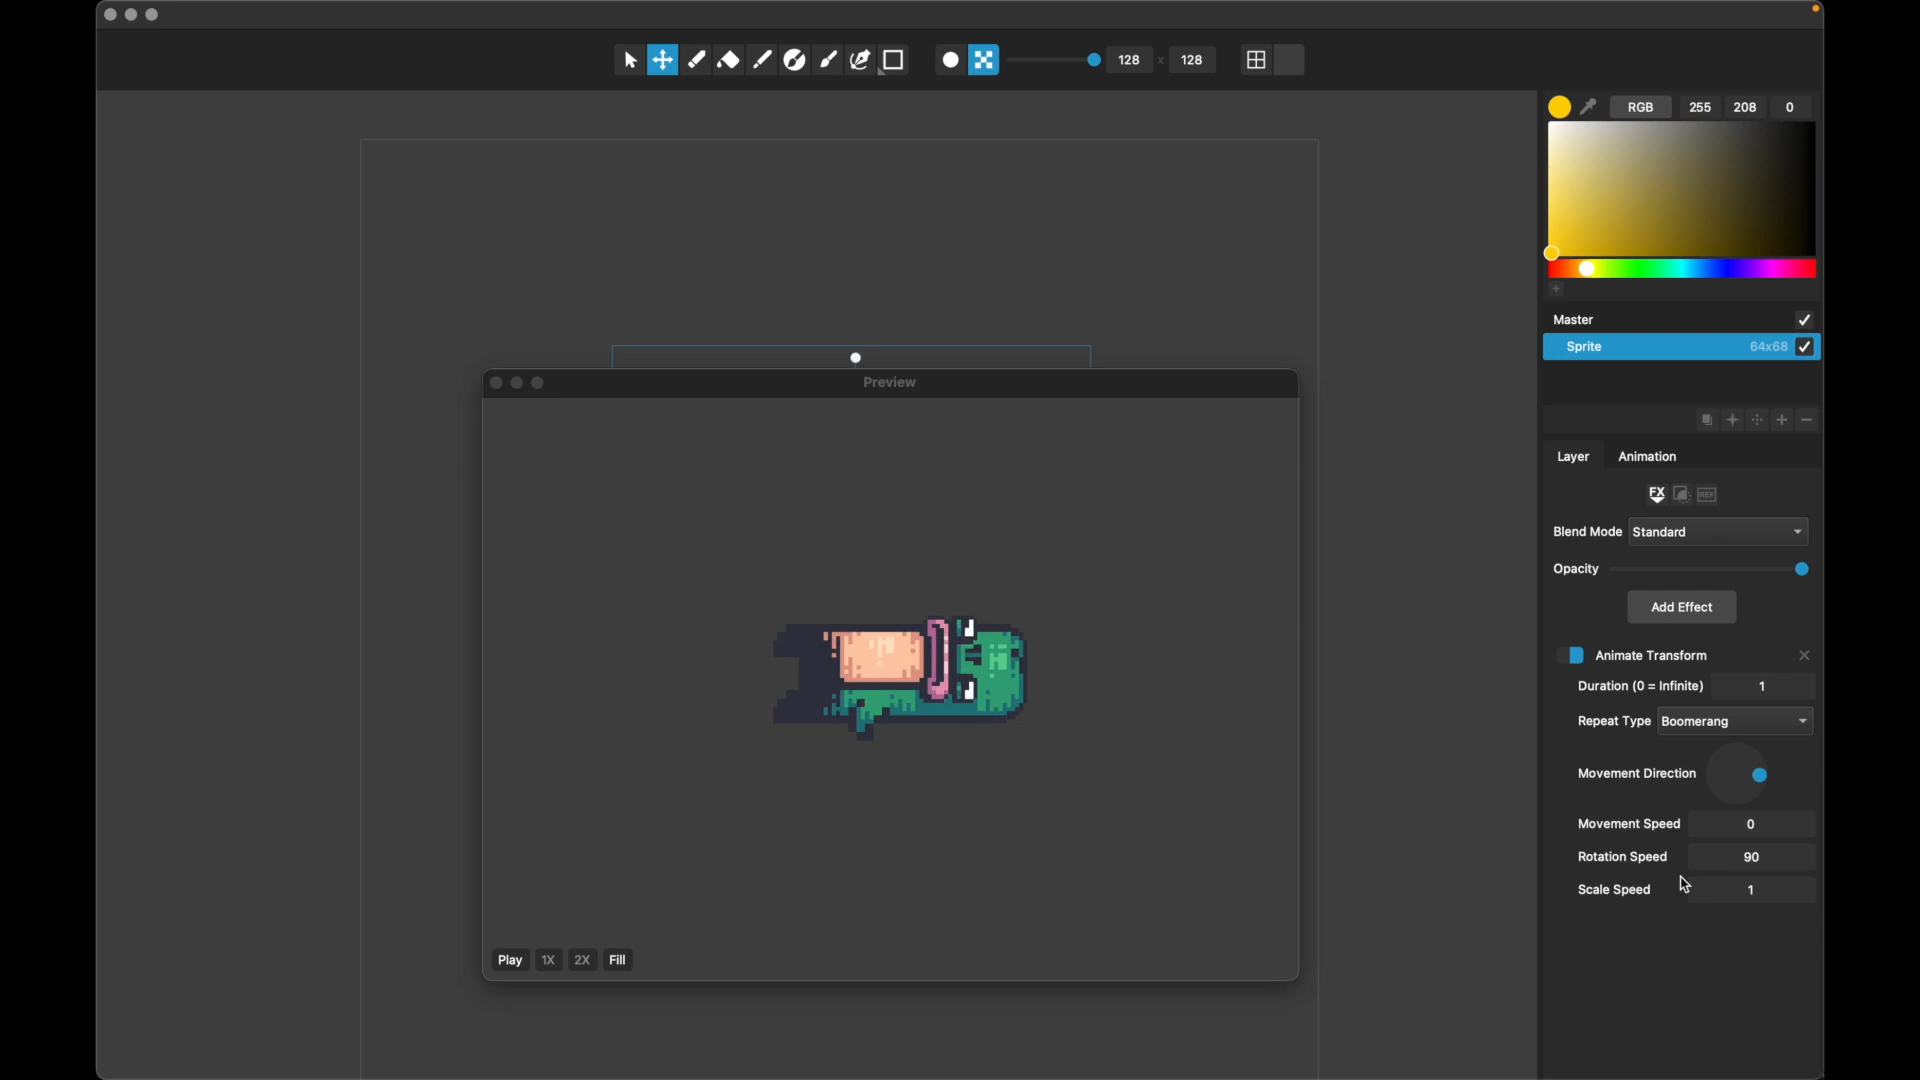 128 x 128
RGB 255 208 0
Master
Sprite 64x68
Preview
Layer Animation
FX REF
Blend Mode Standard
Opacity
Add Effect
Animate Transform
Duration (0 = Infinite) 1
Repeat Type Boomerang
Movement Direction
Movement Speed 0
Rotation Speed 90
Scale Speed 1
Play 1X 2X Fill